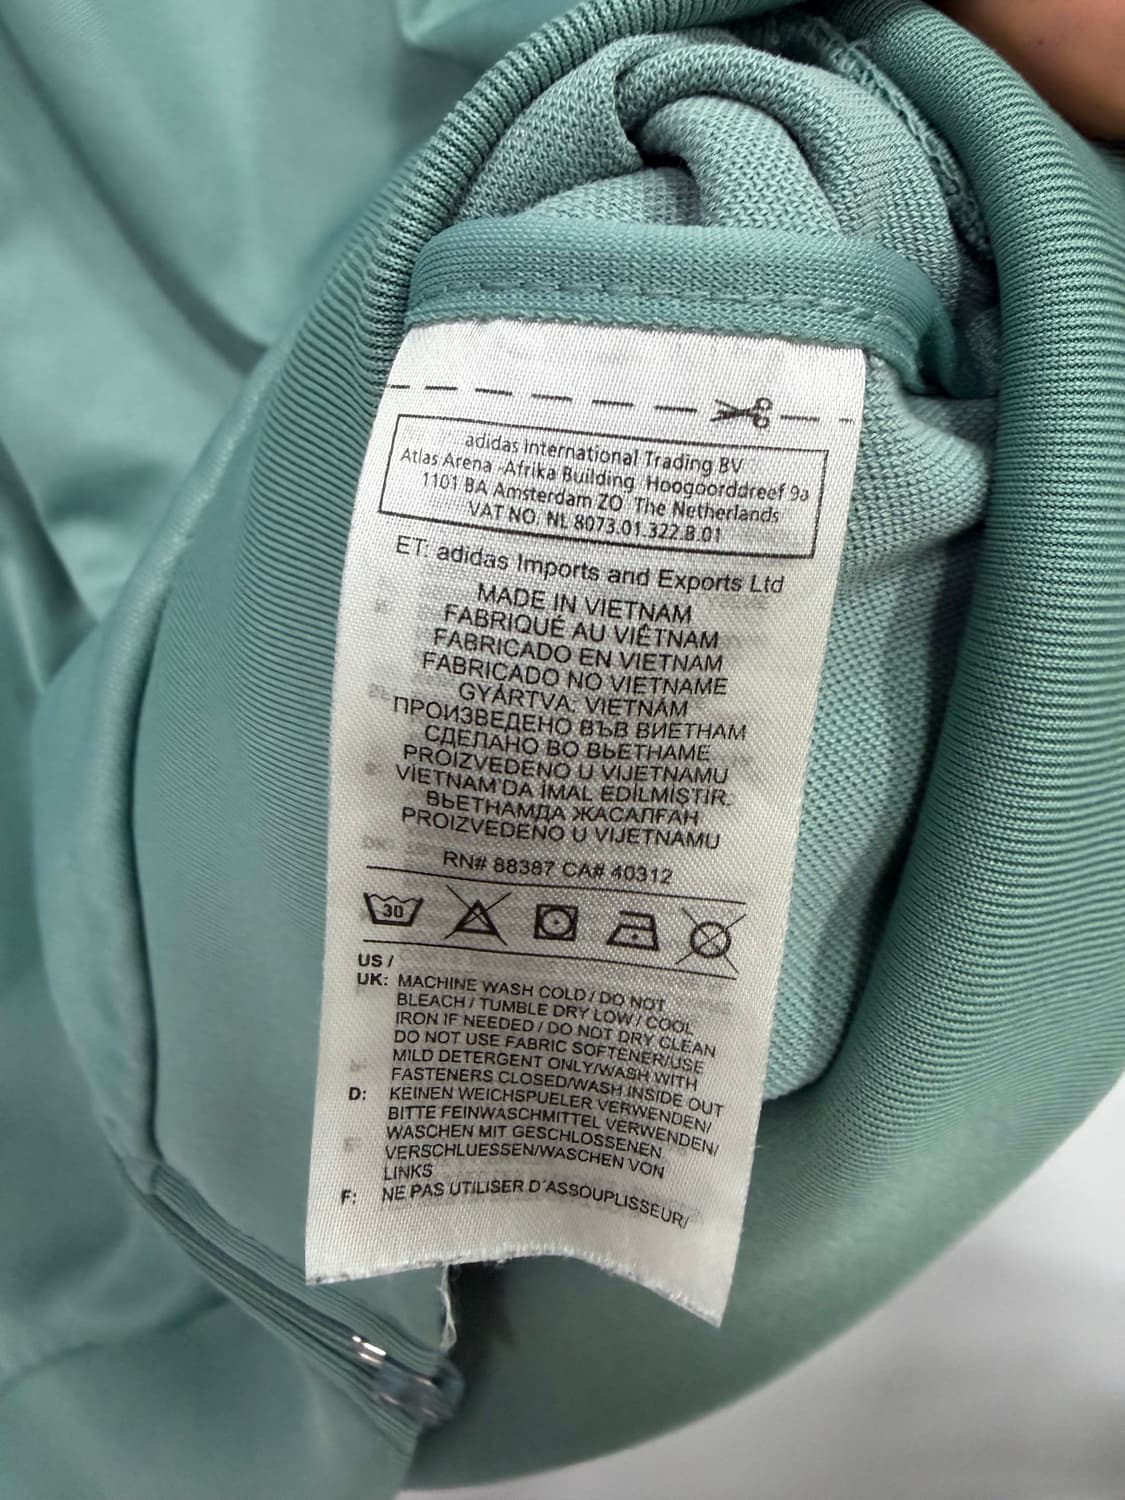 adidas International Trading BV
Atlas Arena -Afrika Building Hoogoorddreef 9a
1101 BA Amsterdam ZO The Netherlands
VAT NO. NL 8073.01.322.B.01
ET: adidas Imports and Exports Ltd
MADE IN VIETNAM
FABRIQUÉ AU VIÊTNAM
FABRICADO EN VIETNAM
FABRICADO NO VIETNAME
GYÁRTVA: VIETNÁM
ПРОИЗВЕДЕНО ВЪВ ВИЕТНАМ
СДЕЛАНО ВО ВЬЕТНАМЕ
PROIZVEDENO U VIJETNAMU
VIETNAM'DA İMAL EDİLMİŞTİR.
ВЬЕТНАМДА ЖАСАЛҒАН
PROIZVEDENO U VIJETNAMU
RN# 88387 CA# 40312
30
US /
UK: MACHINE WASH COLD / DO NOT
BLEACH / TUMBLE DRY LOW / COOL
IRON IF NEEDED / DO NOT DRY CLEAN
DO NOT USE FABRIC SOFTENER/USE
MILD DETERGENT ONLY/WASH WITH
FASTENERS CLOSED/WASH INSIDE OUT
D: KEINEN WEICHSPUELER VERWENDEN/
BITTE FEINWASCHMITTEL VERWENDEN/
WASCHEN MIT GESCHLOSSENEN
VERSCHLUESSEN/WASCHEN VON
LINKS
F: NE PAS UTILISER D'ASSOUPLISSEUR/